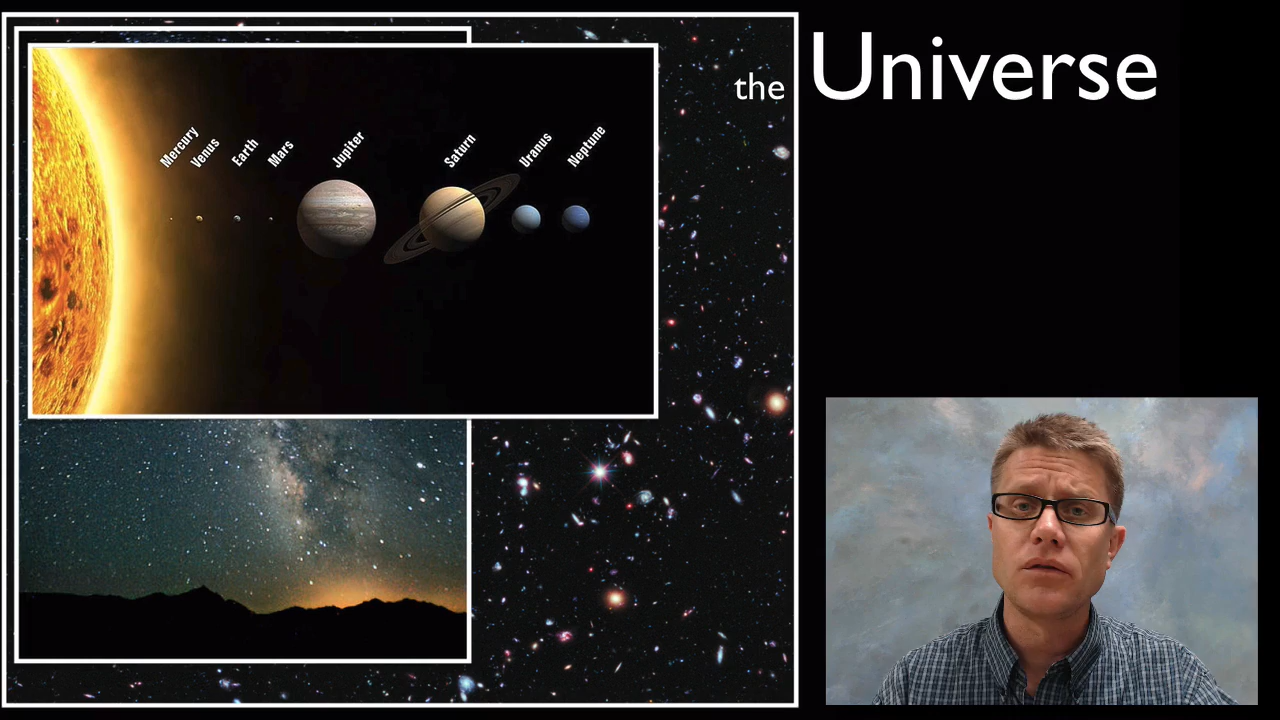 the Universe
Mercury
Venus
Earth
Mars
Jupiter
Saturn
Uranus
Neptune